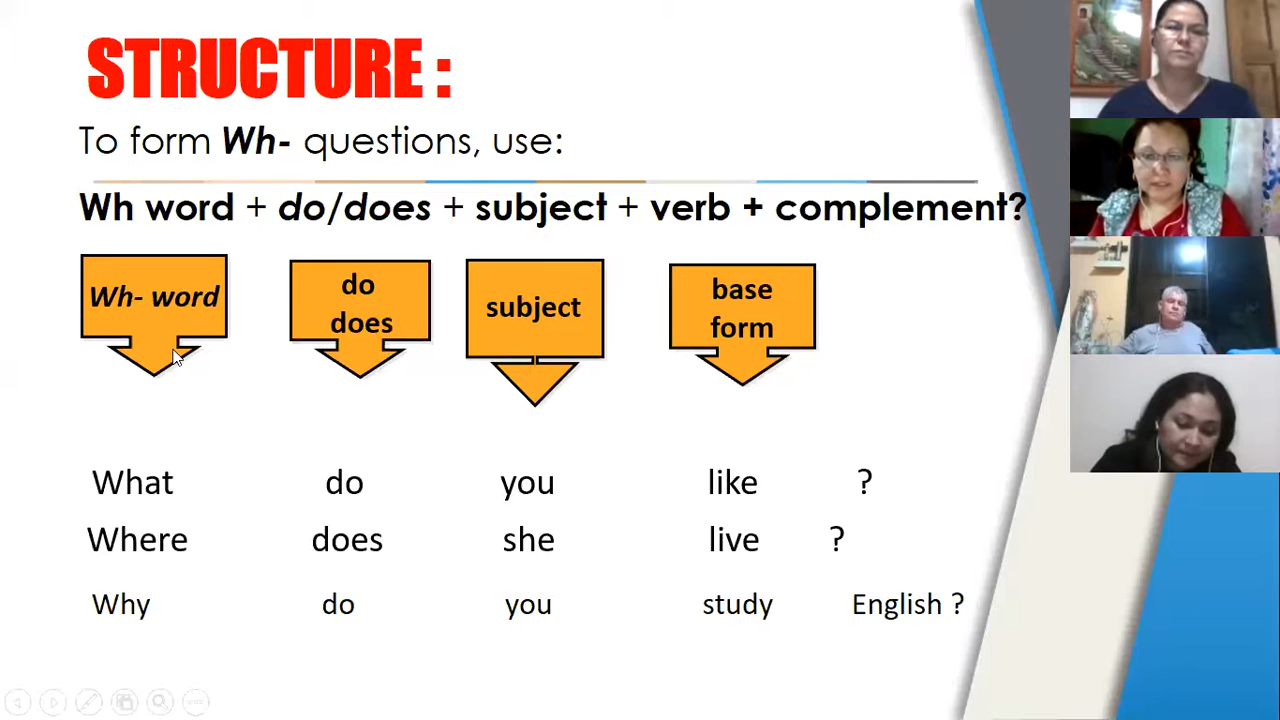 STRUCTURE :
To form Wh- questions, use:
Wh word + do/does + subject + verb + complement?
Wh- word
do
does
subject
base
form
What do you like ?
Where does she live ?
Why do you study English ?